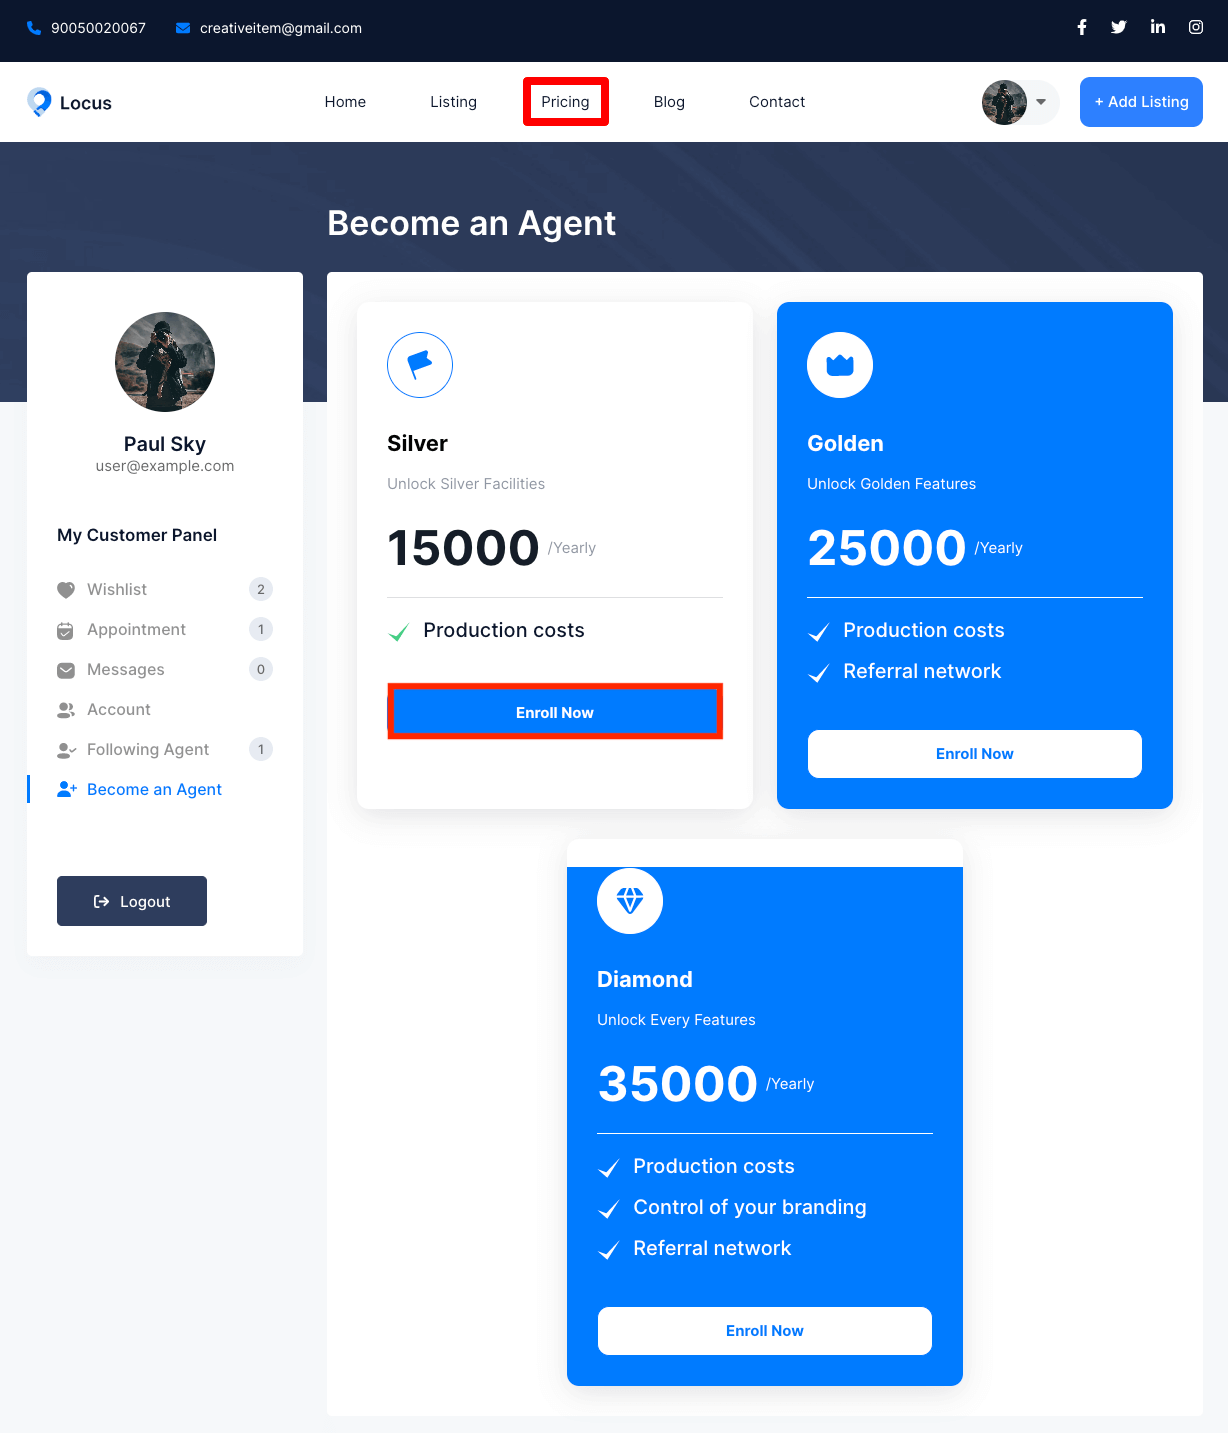 90050020067 creativeitem@gmail.com
Locus Home Listing Pricing Blog Contact + Add Listing
Become an Agent
Paul Sky
user@example.com
My Customer Panel
Wishlist 2
Appointment 1
Messages 0
Account
Following Agent 1
Become an Agent
Logout
Silver
Unlock Silver Facilities
15000 /Yearly
Production costs
Enroll Now
Golden
Unlock Golden Features
25000 /Yearly
Production costs
Referral network
Enroll Now
Diamond
Unlock Every Features
35000 /Yearly
Production costs
Control of your branding
Referral network
Enroll Now